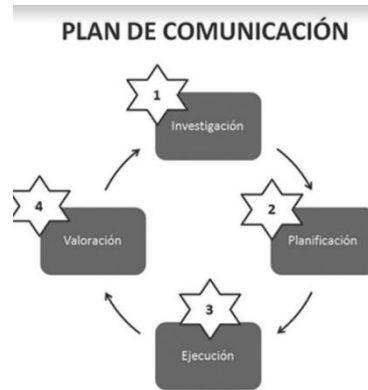 PLAN DE COMUNICACIÓN
1
Investigación
2
Planificación
3
Ejecución
4
Valoración